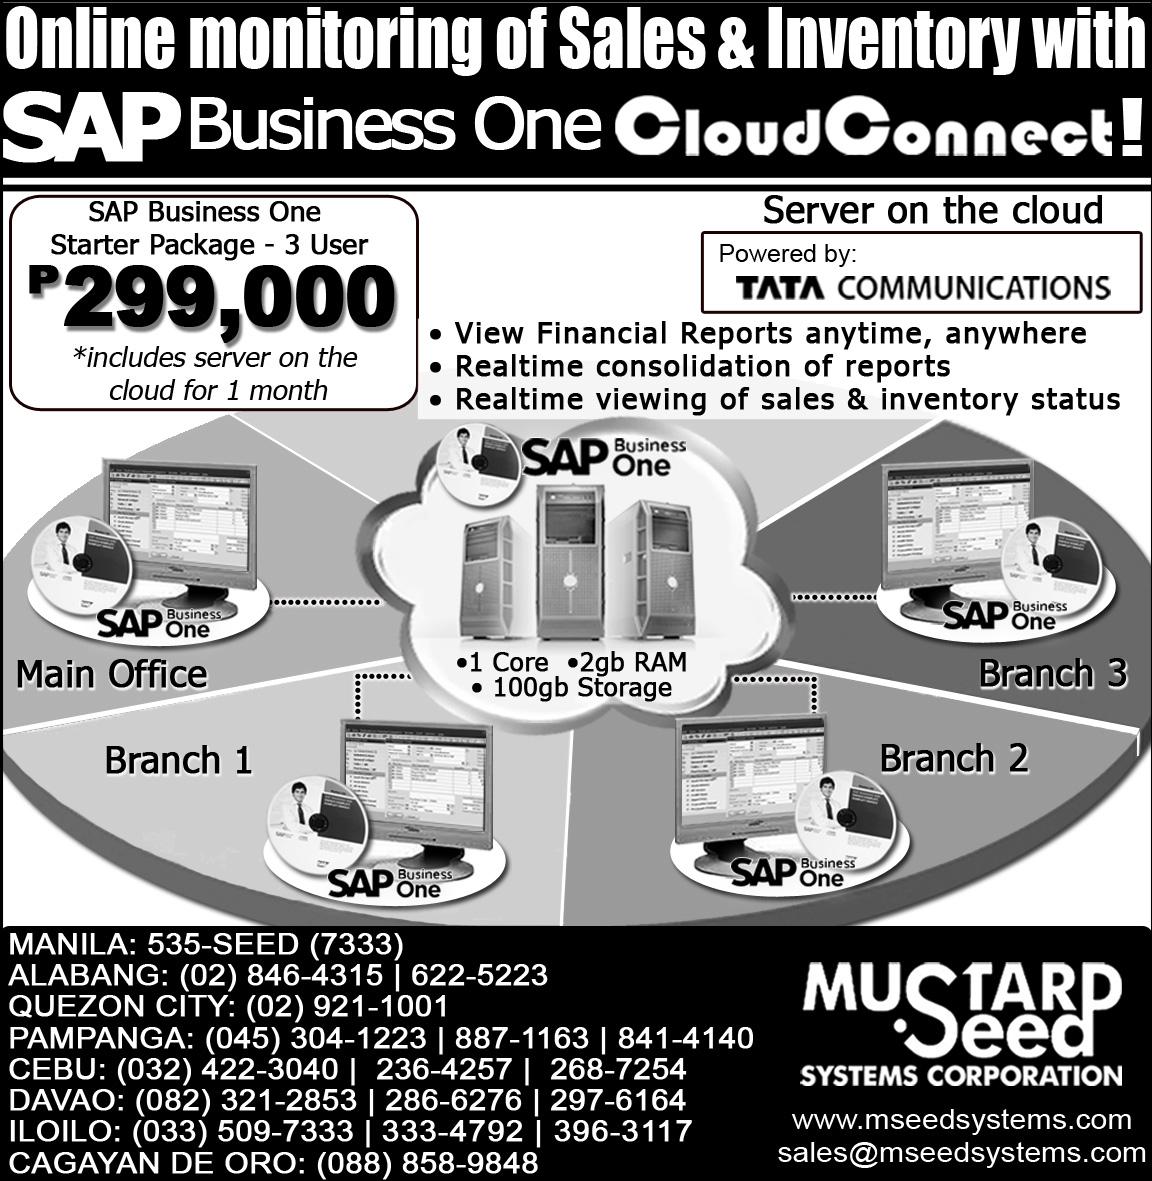 Online monitoring of Sales & Inventory with
SAP Business One CloudConnect!
SAP Business One
Starter Package - 3 User
P299,000
*includes server on the
cloud for 1 month
Server on the cloud
Powered by:
TATA COMMUNICATIONS
• View Financial Reports anytime, anywhere
• Realtime consolidation of reports
• Realtime viewing of sales & inventory status
SAP Business One
•1 Core •2gb RAM
• 100gb Storage
SAP Business One
Main Office
SAP Business One
Branch 3
Branch 1
SAP Business One
Branch 2
SAP Business One
MANILA: 535-SEED (7333)
ALABANG: (02) 846-4315 | 622-5223
QUEZON CITY: (02) 921-1001
PAMPANGA: (045) 304-1223 | 887-1163 | 841-4140
CEBU: (032) 422-3040 | 236-4257 | 268-7254
DAVAO: (082) 321-2853 | 286-6276 | 297-6164
ILOILO: (033) 509-7333 | 333-4792 | 396-3117
CAGAYAN DE ORO: (088) 858-9848
MUSTARD
Seed
SYSTEMS CORPORATION
www.mseedsystems.com
sales@mseedsystems.com